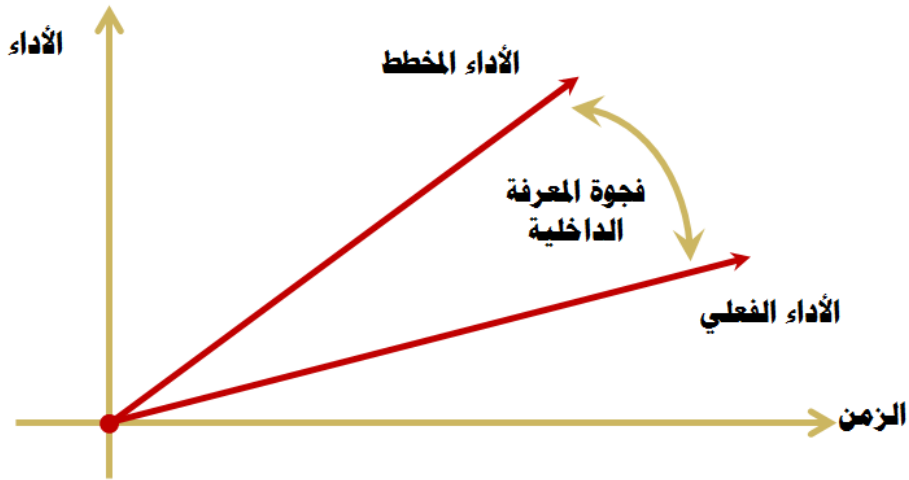 الأداء
الأداء المخطط
فجوة المعرفة
الداخلية
الأداء الفعلي
الزمن